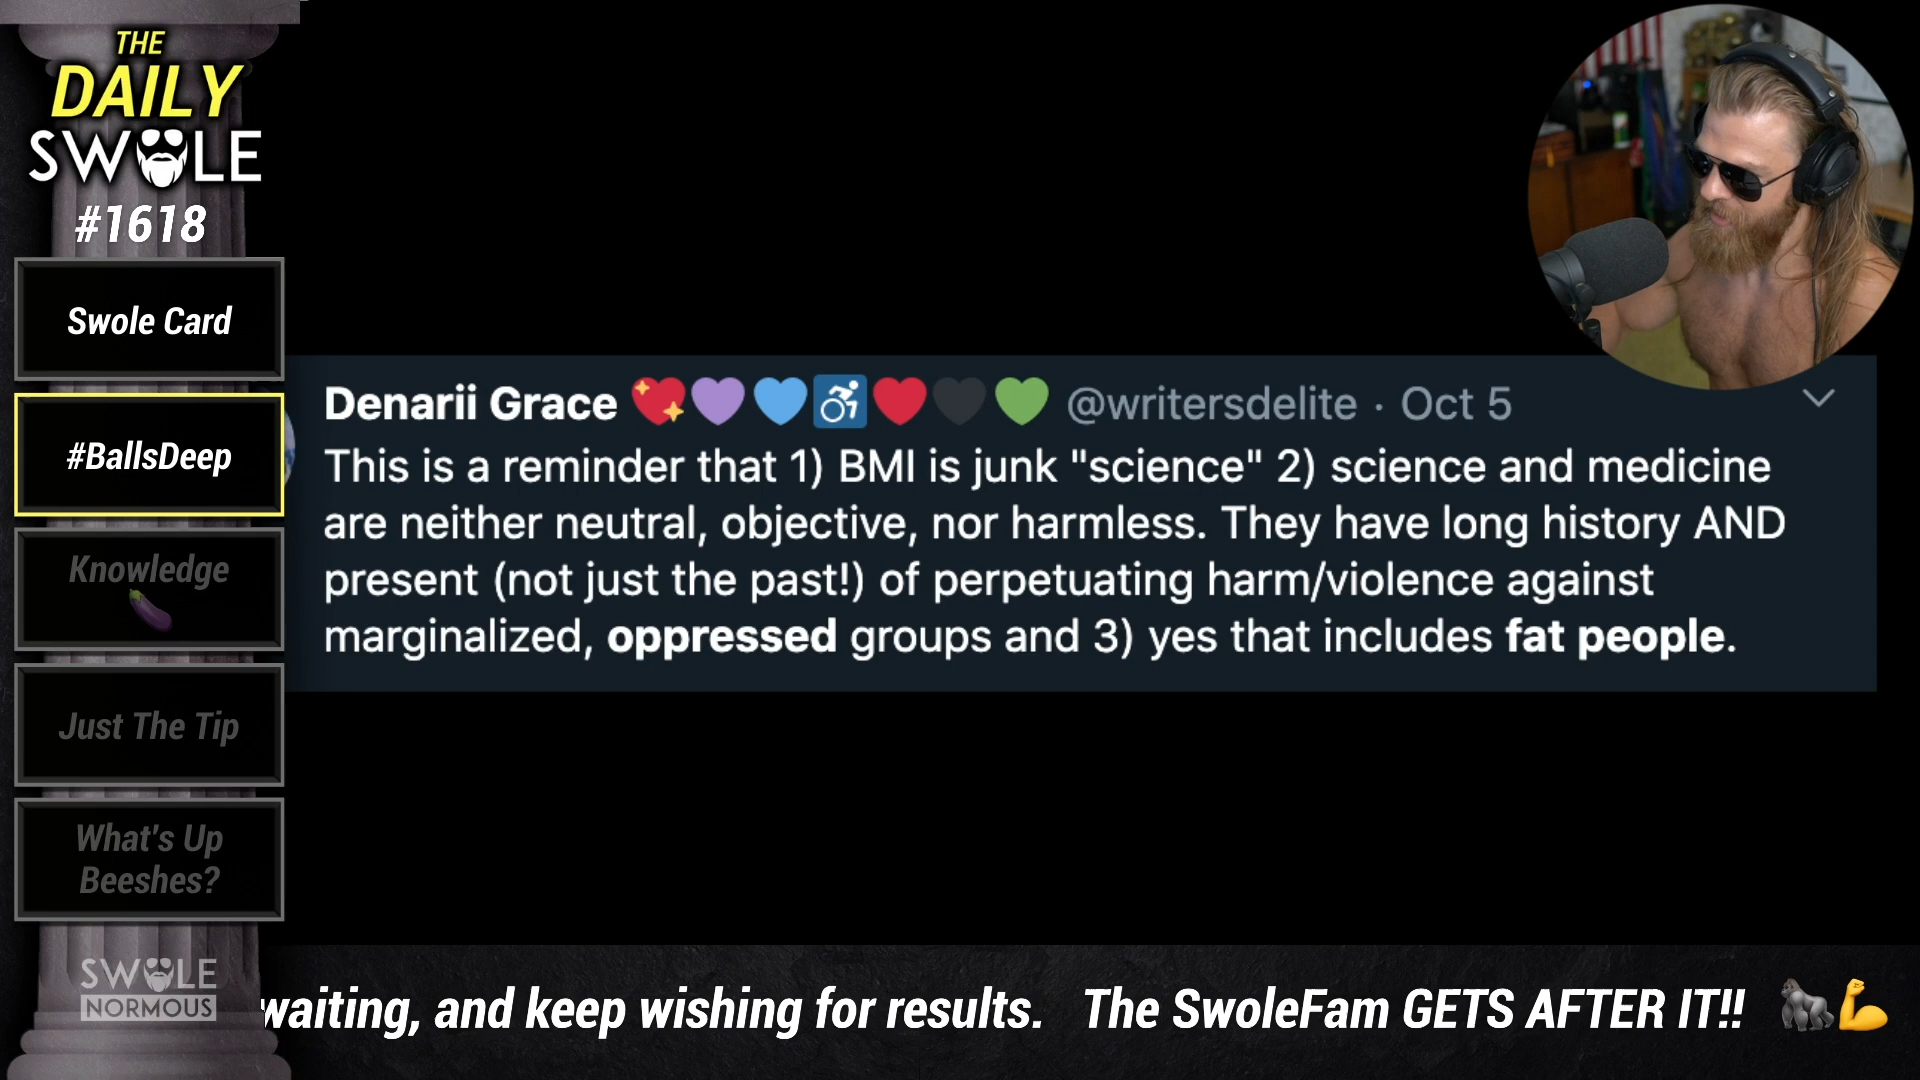 THE
DAILY
SWOLE
#1618
Swole Card
#BallsDeep
Knowledge
🍆
Just The Tip
What's Up
Beeshes?
SWOLE
NORMOUS
Denarii Grace 💖💜💙♿❤️🖤💚 @writersdelite · Oct 5
This is a reminder that 1) BMI is junk "science" 2) science and medicine
are neither neutral, objective, nor harmless. They have long history AND
present (not just the past!) of perpetuating harm/violence against
marginalized, oppressed groups and 3) yes that includes fat people.
waiting, and keep wishing for results. The SwoleFam GETS AFTER IT!! 🦍💪